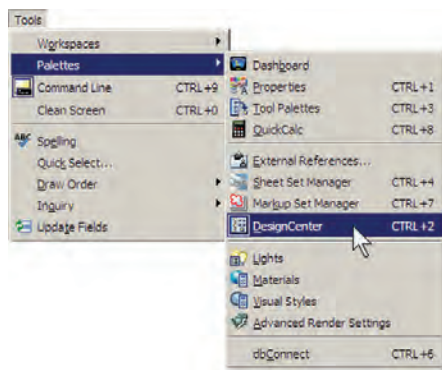 Tools
Workspaces
Palettes
Command Line CTRL+9
Clean Screen CTRL+0
ABC Spelling
Quick Select...
Draw Order
Inquiry
Update Fields
Dashboard
Properties CTRL+1
Tool Palettes CTRL+3
QuickCalc CTRL+8
External References...
Sheet Set Manager CTRL+4
Markup Set Manager CTRL+7
DesignCenter CTRL+2
Lights
Materials
Visual Styles
Advanced Render Settings
dbConnect CTRL+6